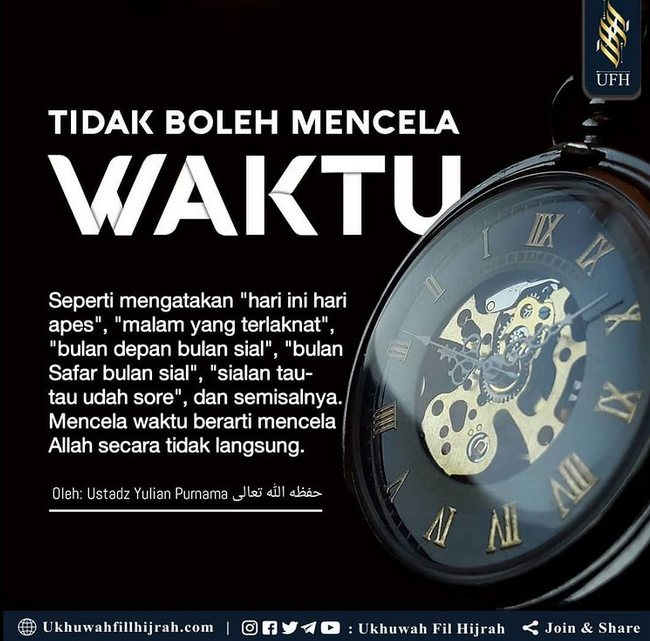 UFH
TIDAK BOLEH MENCELA
WAKTU
Seperti mengatakan "hari ini hari
apes", "malam yang terlaknat",
"bulan depan bulan sial", "bulan
Safar bulan sial", "sialan tau-
tau udah sore", dan semisalnya.
Mencela waktu berarti mencela
Allah secara tidak langsung.
Oleh: Ustadz Yulian Purnama حفظه الله تعالى
Ukhuwahfillhijrah.com | : Ukhuwah Fil Hijrah Join & Share